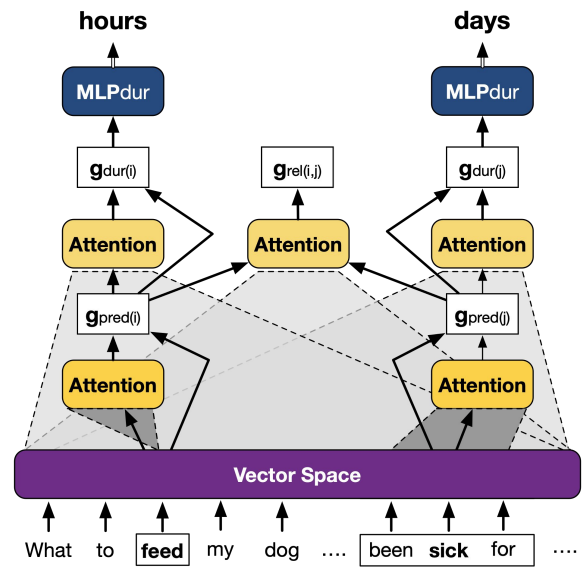 hours days
MLPdur MLPdur
gdur(i) grel(i,j) gdur(j)
Attention Attention Attention
gpred(i) gpred(j)
Attention Attention
Vector Space
What to feed my dog .... been sick for ....